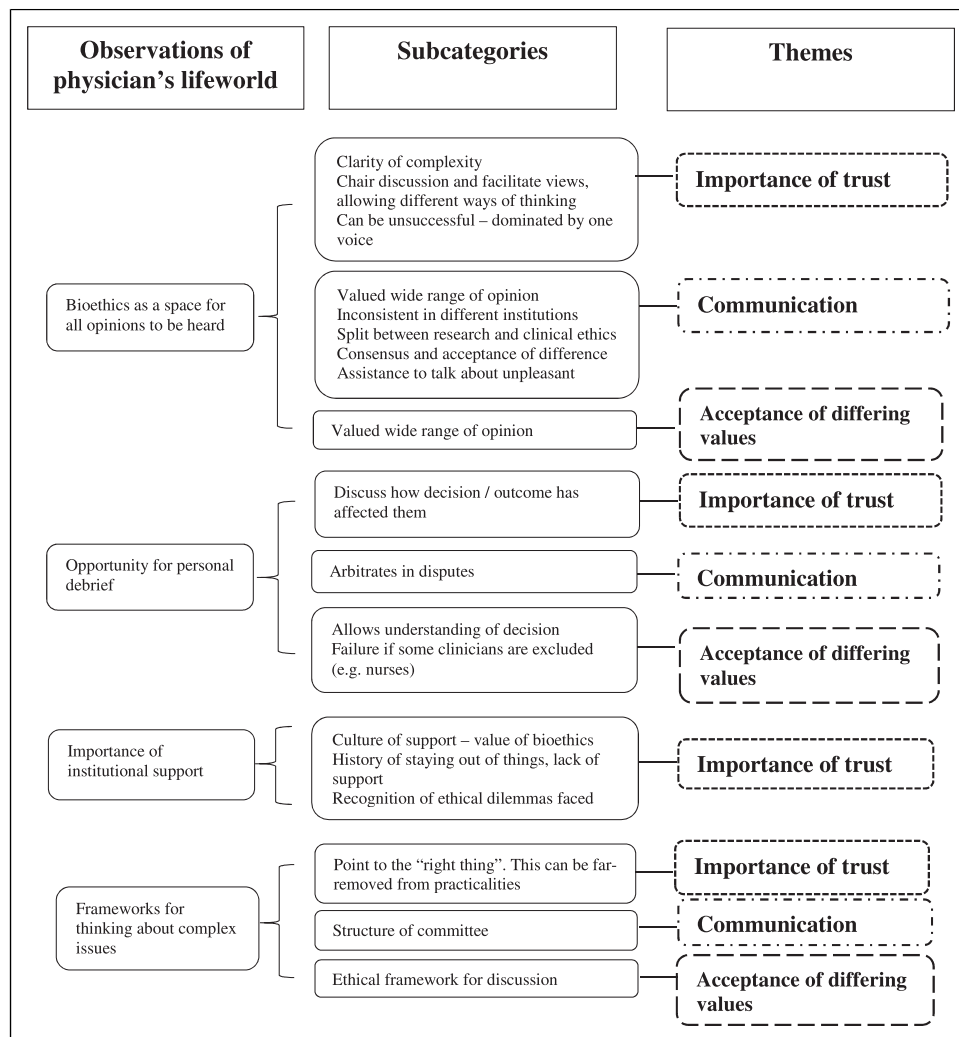 Observations of
physician's lifeworld
Subcategories
Themes
Bioethics as a space for
all opinions to be heard
Clarity of complexity
Chair discussion and facilitate views,
allowing different ways of thinking
Can be unsuccessful – dominated by one
voice
Importance of trust
Valued wide range of opinion
Inconsistent in different institutions
Split between research and clinical ethics
Consensus and acceptance of difference
Assistance to talk about unpleasant
Communication
Valued wide range of opinion
Acceptance of differing
values
Opportunity for personal
debrief
Discuss how decision / outcome has
affected them
Importance of trust
Arbitrates in disputes
Communication
Allows understanding of decision
Failure if some clinicians are excluded
(e.g. nurses)
Acceptance of differing
values
Importance of
institutional support
Culture of support – value of bioethics
History of staying out of things, lack of
support
Recognition of ethical dilemmas faced
Importance of trust
Frameworks for
thinking about complex
issues
Point to the “right thing”. This can be far-
removed from practicalities
Importance of trust
Structure of committee
Communication
Ethical framework for discussion
Acceptance of differing
values